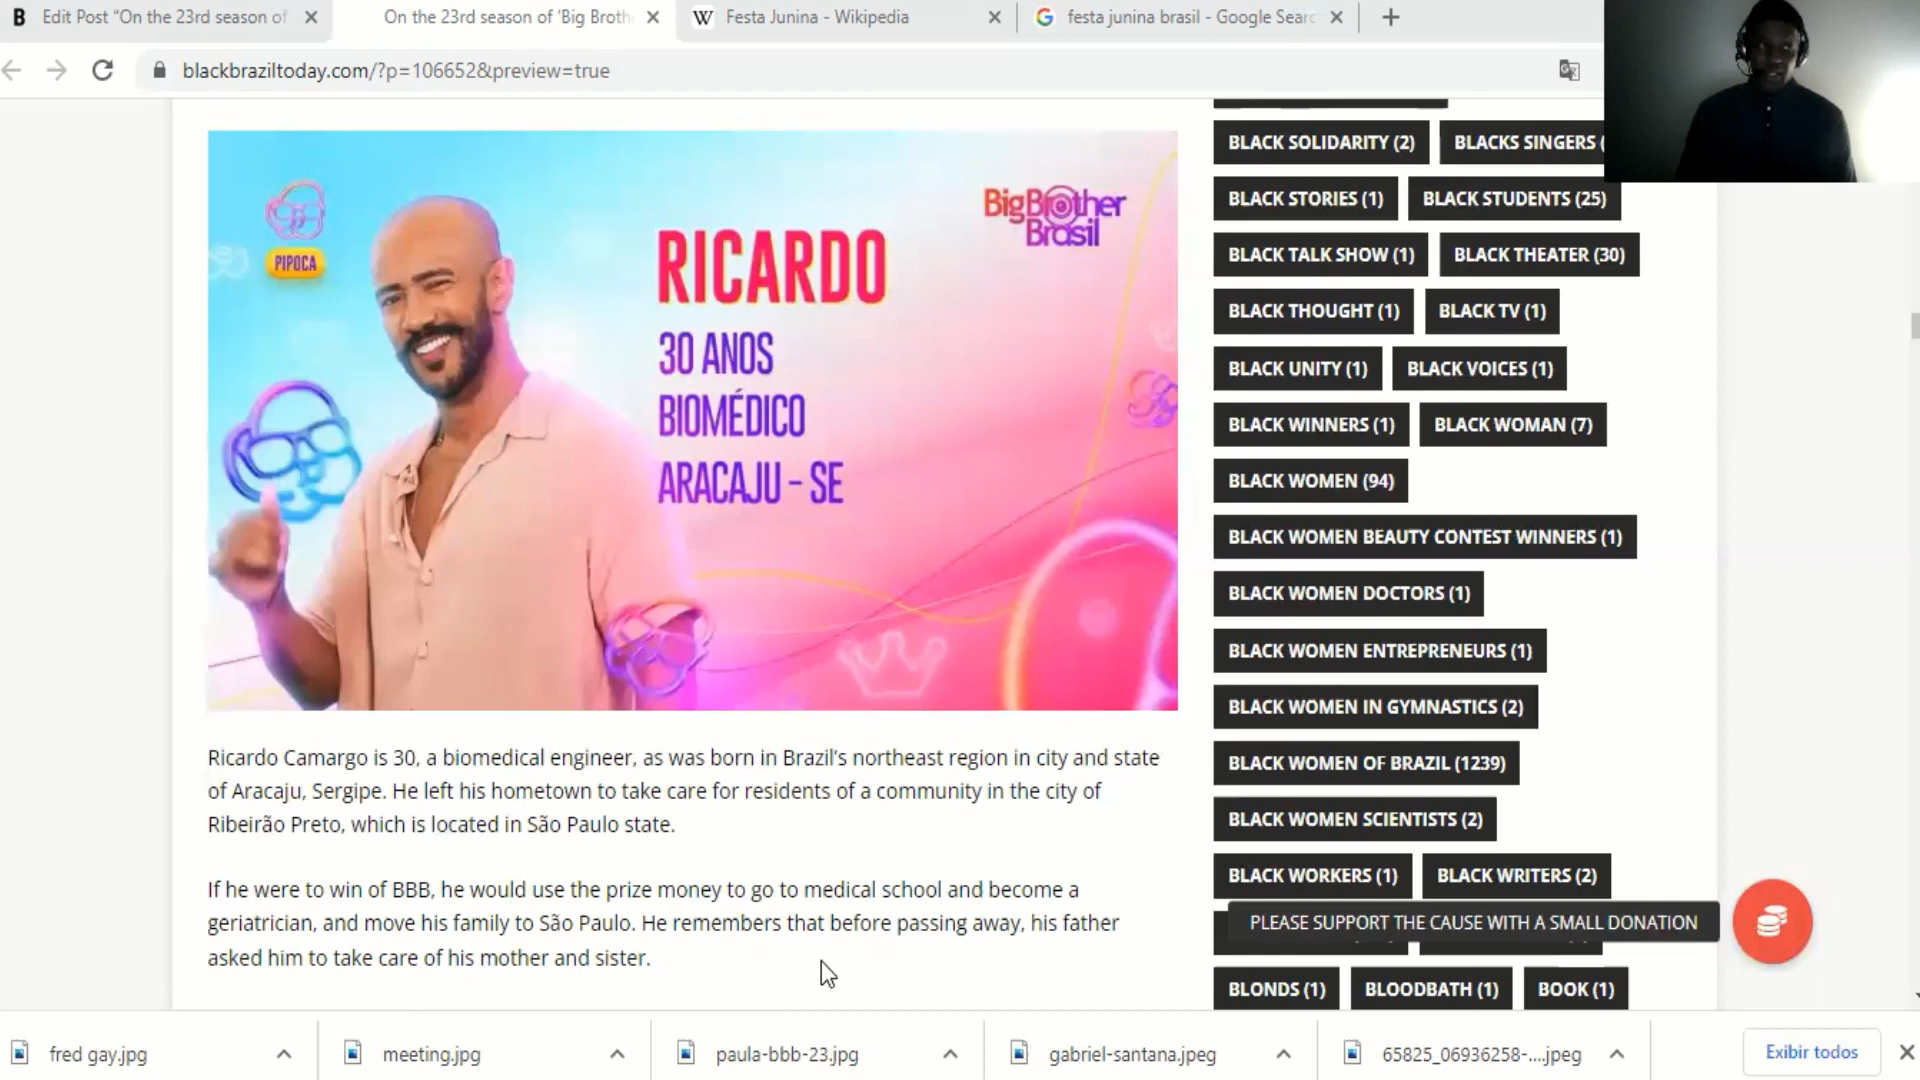 Edit Post “On the 23rd season of
On the 23rd season of ‘Big Broth
Festa Junina - Wikipedia
festa junina brasil - Google Searc
blackbraziltoday.com/?p=106652&preview=true
PIPOCA
RICARDO
30 ANOS
BIOMÉDICO
ARACAJU - SE
Big Brother
Brasil
Ricardo Camargo is 30, a biomedical engineer, as was born in Brazil’s northeast region in city and state
of Aracaju, Sergipe. He left his hometown to take care for residents of a community in the city of
Ribeirão Preto, which is located in São Paulo state.
If he were to win of BBB, he would use the prize money to go to medical school and become a
geriatrician, and move his family to São Paulo. He remembers that before passing away, his father
asked him to take care of his mother and sister.
BLACK SOLIDARITY (2) BLACKS SINGERS (
BLACK STORIES (1) BLACK STUDENTS (25)
BLACK TALK SHOW (1) BLACK THEATER (30)
BLACK THOUGHT (1) BLACK TV (1)
BLACK UNITY (1) BLACK VOICES (1)
BLACK WINNERS (1) BLACK WOMAN (7)
BLACK WOMEN (94)
BLACK WOMEN BEAUTY CONTEST WINNERS (1)
BLACK WOMEN DOCTORS (1)
BLACK WOMEN ENTREPRENEURS (1)
BLACK WOMEN IN GYMNASTICS (2)
BLACK WOMEN OF BRAZIL (1239)
BLACK WOMEN SCIENTISTS (2)
BLACK WORKERS (1) BLACK WRITERS (2)
PLEASE SUPPORT THE CAUSE WITH A SMALL DONATION
BLONDS (1) BLOODBATH (1) BOOK (1)
fred gay.jpg
meeting.jpg
paula-bbb-23.jpg
gabriel-santana.jpeg
65825_06936258-....jpeg
Exibir todos